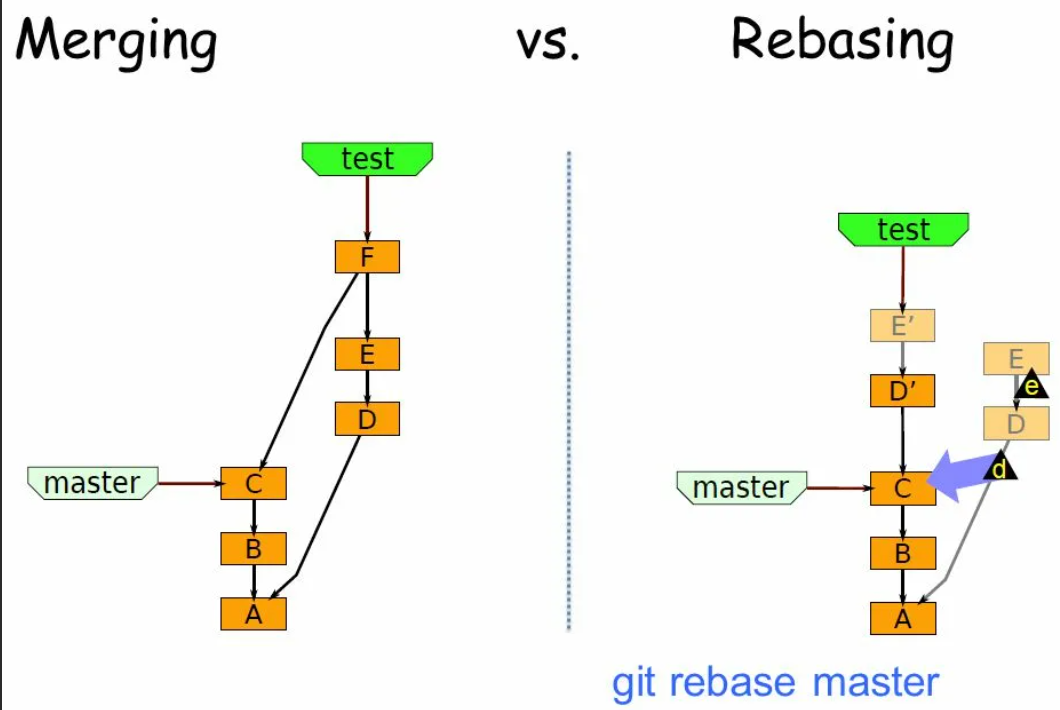 Merging vs. Rebasing
test
F
E
D
master
C
B
A
test
E’
D’
E
e
D
d
master
C
B
A
git rebase master